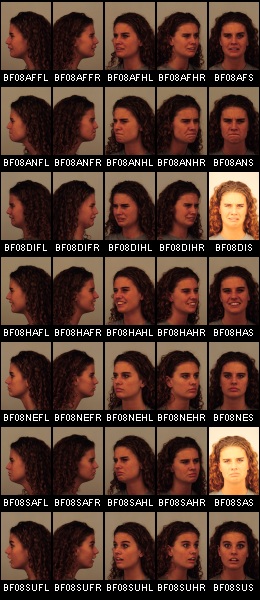 BF08AFFL BF08AFFR BF08AFHL BF08AFHR BF08AFS
BF08ANFL BF08ANFR BF08ANHL BF08ANHR BF08ANS
BF08DIFL BF08DIFR BF08DIHL BF08DIHR BF08DIS
BF08HAFL BF08HAFR BF08HAHL BF08HAHR BF08HAS
BF08NEFL BF08NEFR BF08NEHL BF08NEHR BF08NES
BF08SAFL BF08SAFR BF08SAHL BF08SAHR BF08SAS
BF08SUFL BF08SUFR BF08SUHL BF08SUHR BF08SUS